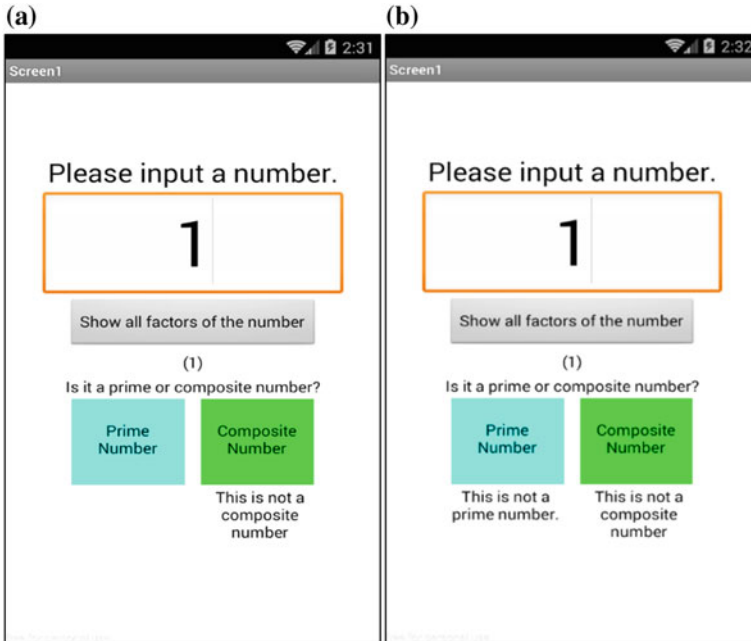 (a)
2:31
Screen1
Please input a number.
1
Show all factors of the number
(1)
Is it a prime or composite number?
Prime
Number
Composite
Number
This is not a
composite
number
(b)
2:32
Screen1
Please input a number.
1
Show all factors of the number
(1)
Is it a prime or composite number?
Prime
Number
Composite
Number
This is not a
prime number.
This is not a
composite
number